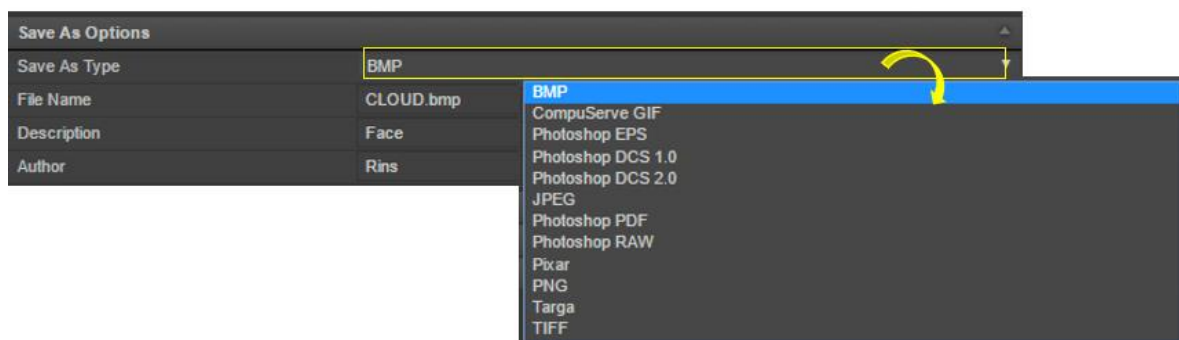 Save As Options
Save As Type BMP
File Name CLOUD.bmp
Description Face
Author Rins
BMP
CompuServe GIF
Photoshop EPS
Photoshop DCS 1.0
Photoshop DCS 2.0
JPEG
Photoshop PDF
Photoshop RAW
Pixar
PNG
Targa
TIFF